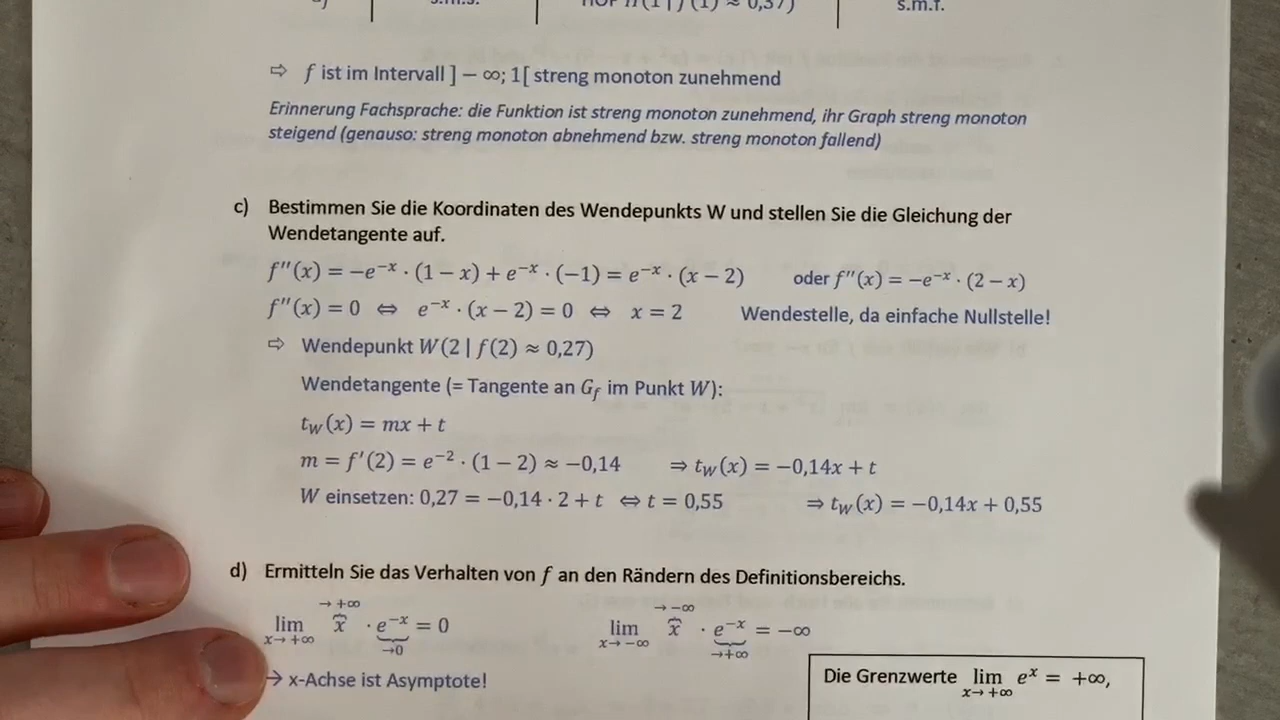 s.m.f.
⇨ f ist im Intervall ] − ∞; 1[ streng monoton zunehmend
Erinnerung Fachsprache: die Funktion ist streng monoton zunehmend, ihr Graph streng monoton
steigend (genauso: streng monoton abnehmend bzw. streng monoton fallend)
c) Bestimmen Sie die Koordinaten des Wendepunkts W und stellen Sie die Gleichung der
Wendetangente auf.
f''(x) = −e^{−x} · (1 − x) + e^{−x} · (−1) = e^{−x} · (x − 2) oder f''(x) = −e^{−x} · (2 − x)
f''(x) = 0 ⇔ e^{−x} · (x − 2) = 0 ⇔ x = 2 Wendestelle, da einfache Nullstelle!
⇨ Wendepunkt W(2 | f(2) ≈ 0,27)
Wendetangente (= Tangente an G_f im Punkt W):
t_W(x) = mx + t
m = f'(2) = e^{−2} · (1 − 2) ≈ −0,14 ⇒ t_W(x) = −0,14x + t
W einsetzen: 0,27 = −0,14 · 2 + t ⇔ t = 0,55 ⇒ t_W(x) = −0,14x + 0,55
d) Ermitteln Sie das Verhalten von f an den Rändern des Definitionsbereichs.
→ +∞ → −∞
lim x · e^{−x} = 0 lim x · e^{−x} = −∞
x→ +∞ →0 x→ −∞ →+∞
→ x-Achse ist Asymptote!
Die Grenzwerte lim e^x = +∞,
x→ +∞